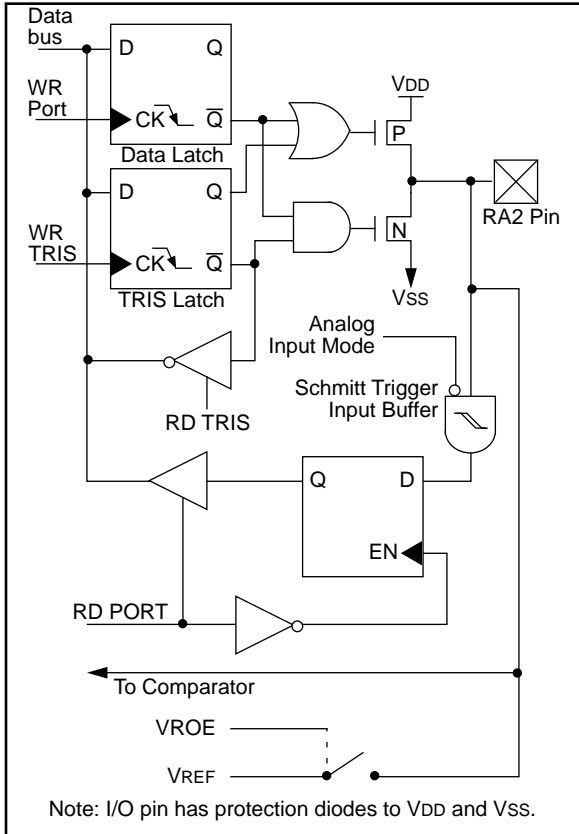 Data
bus
D Q
WR
Port
CK Q
VDD
P
Data Latch
D Q
RA2 Pin
WR
TRIS
CK Q
N
TRIS Latch
VSS
Analog
Input Mode
Schmitt Trigger
Input Buffer
RD TRIS
Q D
EN
RD PORT
To Comparator
VROE
VREF
Note: I/O pin has protection diodes to VDD and VSS.